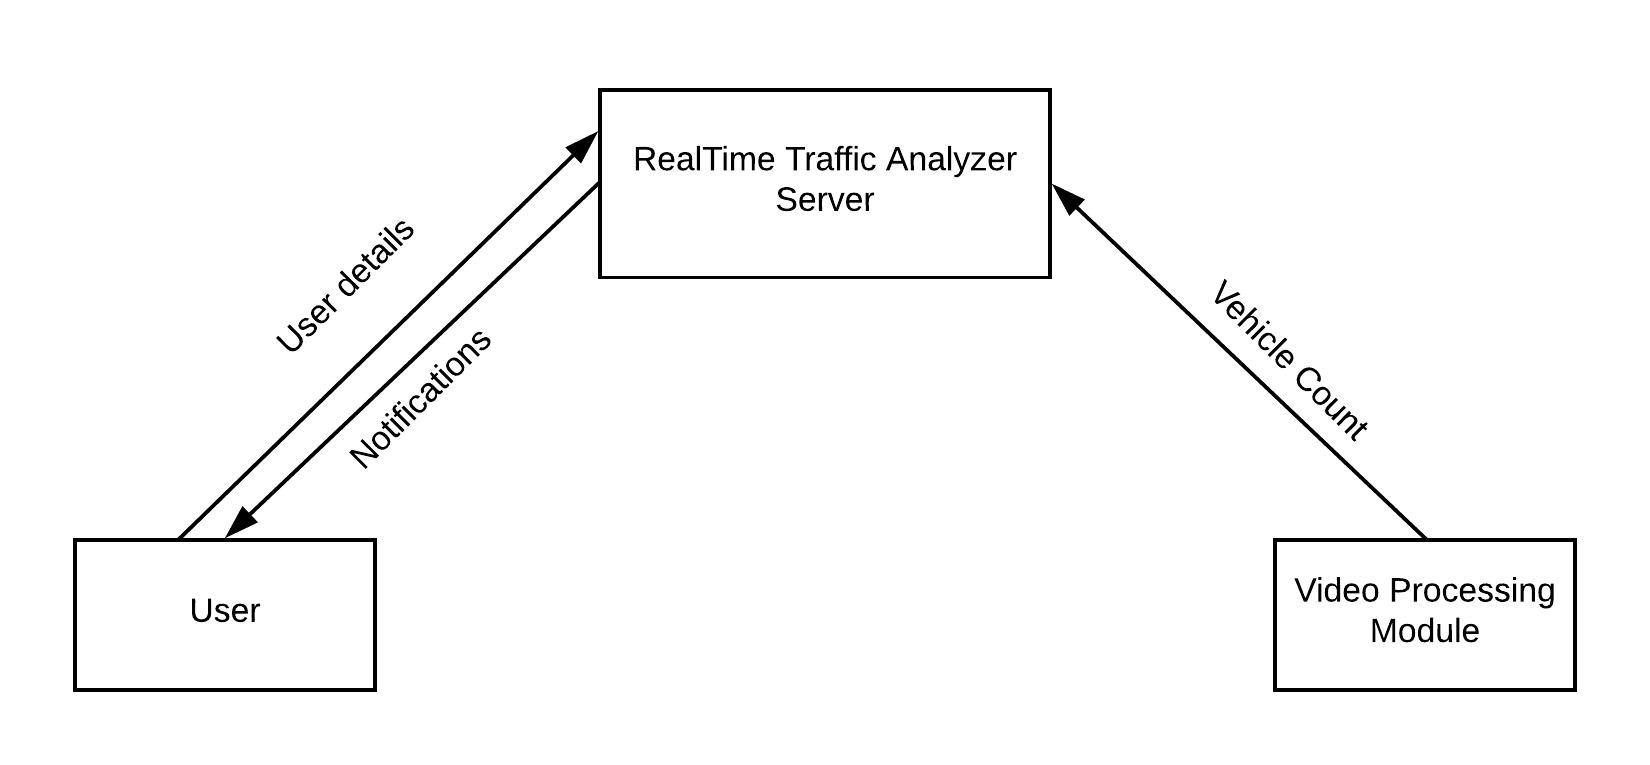 RealTime Traffic Analyzer
Server
User details
Notifications
Vehicle Count
User
Video Processing
Module